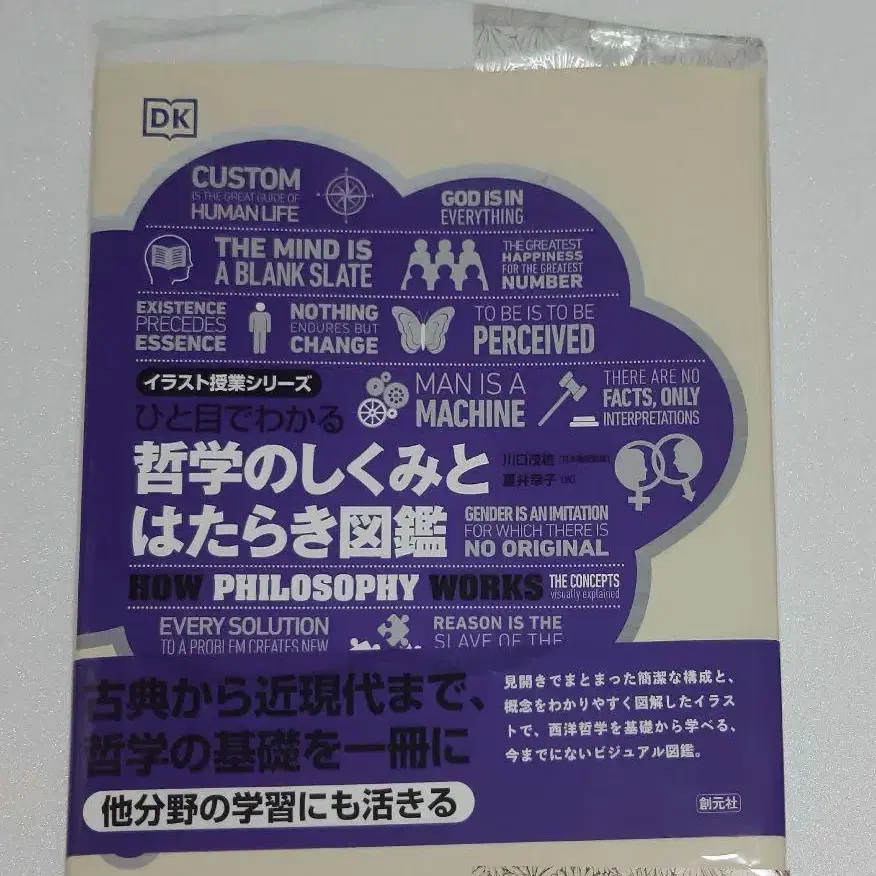 DK
CUSTOM
IS THE GREAT GUIDE OF
HUMAN LIFE
GOD IS IN
EVERYTHING
THE MIND IS
A BLANK SLATE
THE GREATEST
HAPPINESS
FOR THE GREATEST
NUMBER
EXISTENCE
PRECEDES
ESSENCE
NOTHING
ENDURES BUT
CHANGE
TO BE IS TO BE
PERCEIVED
イラスト授業シリーズ
MAN IS A
MACHINE
THERE ARE NO
FACTS, ONLY
INTERPRETATIONS
ひと目でわかる
哲学のしくみと
はたらき図鑑
川口茂雄
重井幸子
GENDER IS AN IMITATION
FOR WHICH THERE IS
NO ORIGINAL
HOW PHILOSOPHY WORKS
THE CONCEPTS
visually explained
EVERY SOLUTION
TO A PROBLEM CREATES NEW
REASON IS THE
SLAVE OF THE
古典から近現代まで、
哲学の基礎を一冊に
他分野の学習にも活きる
見開きでまとまった簡潔な構成と、
概念をわかりやすく図解したイラス
トで、西洋哲学を基礎から学べる、
今までにないビジュアル図鑑。
創元社